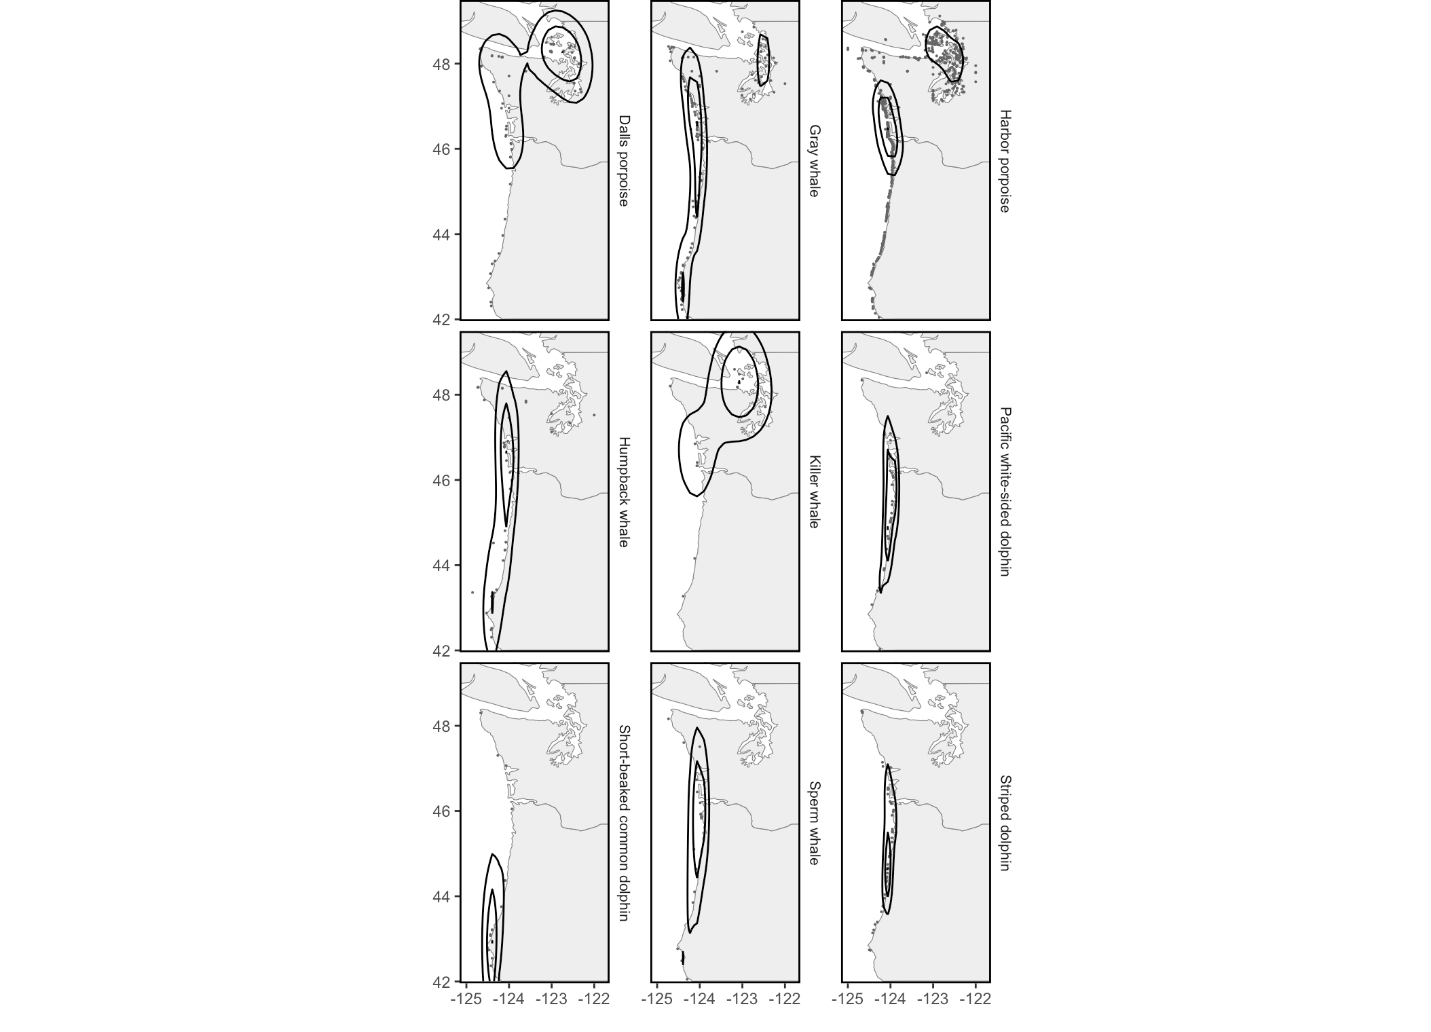 48
46
44
42
Dalls porpoise
Gray whale
Harbor porpoise
48
46
44
42
Humpback whale
Killer whale
Pacific white-sided dolphin
48
46
44
42
Short-beaked common dolphin
Sperm whale
Striped dolphin
-125 -124 -123 -122 -125 -124 -123 -122 -125 -124 -123 -122